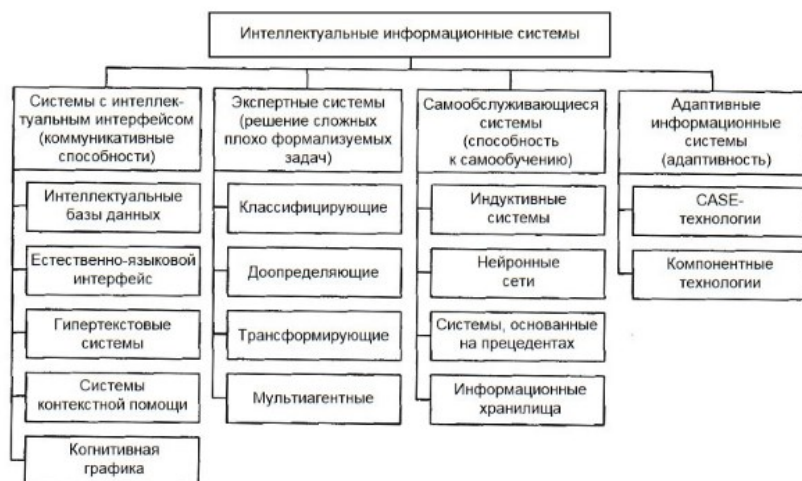 Интеллектуальные информационные системы
Системы с интеллек-
туальным интерфейсом
(коммуникативные
способности)
Интеллектуальные
базы данных
Естественно-языковой
интерфейс
Гипертекстовые
системы
Системы
контекстной помощи
Когнитивная
графика
Экспертные системы
(решение сложных
плохо формализуемых
задач)
Классифицирующие
Доопределяющие
Трансформирующие
Мультиагентные
Самообслуживающиеся
системы
(способность
к самообучению)
Индуктивные
системы
Нейронные
сети
Системы, основанные
на прецедентах
Информационные
хранилища
Адаптивные
информационные
системы
(адаптивность)
CASE-
технологии
Компонентные
технологии